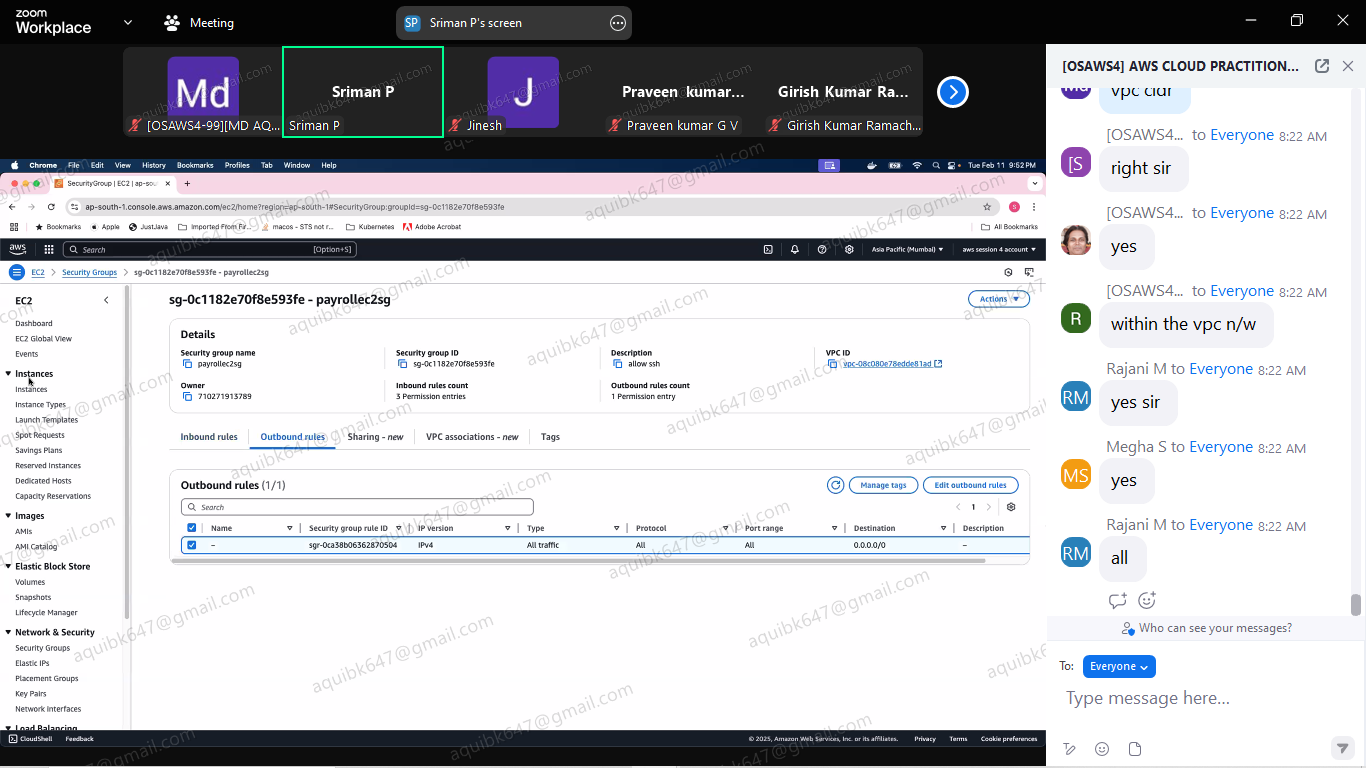 zoom
Workplace
Meeting
SP Sriman P's screen
Md
[OSAWS4-99][MD AQ...
Sriman P
Sriman P
J
Jinesh
Praveen kumar...
Praveen kumar G V
Girish Kumar Ra...
Girish Kumar Ramach...
Chrome File Edit View History Bookmarks Profiles Tab Window Help
Tue Feb 11 9:52 PM
SecurityGroup | EC2 | ap-sou
ap-south-1.console.aws.amazon.com/ec2/home?region=ap-south-1#SecurityGroup:groupId=sg-0c1182e70f8e593fe
S
Bookmarks Apple JustJava Imported From Fir... macos - STS not r... Kubernetes Adobe Acrobat
All Bookmarks
aws Search [Option+S]
Asia Pacific (Mumbai) aws session 4 account
EC2 > Security Groups > sg-0c1182e70f8e593fe - payrollec2sg
EC2
Dashboard
EC2 Global View
Events
Instances
Instances
Instance Types
Launch Templates
Spot Requests
Savings Plans
Reserved Instances
Dedicated Hosts
Capacity Reservations
Images
AMIs
AMI Catalog
Elastic Block Store
Volumes
Snapshots
Lifecycle Manager
Network & Security
Security Groups
Elastic IPs
Placement Groups
Key Pairs
Network Interfaces
Load Balancing
sg-0c1182e70f8e593fe - payrollec2sg
Actions
Details
Security group name
payrollec2sg
Security group ID
sg-0c1182e70f8e593fe
Description
allow ssh
VPC ID
vpc-08c080e78edde81ad
Owner
710271913789
Inbound rules count
3 Permission entries
Outbound rules count
1 Permission entry
Inbound rules Outbound rules Sharing - new VPC associations - new Tags
Outbound rules (1/1)
Manage tags Edit outbound rules
Search
1
Name Security group rule ID IP version Type Protocol Port range Destination Description
– sgr-0ca38b06362870504 IPv4 All traffic All All 0.0.0.0/0 –
CloudShell Feedback
© 2025, Amazon Web Services, Inc. or its affiliates. Privacy Terms Cookie preferences
aquibk647@gmail.com
[OSAWS4] AWS CLOUD PRACTITION...
Md
vpc cidr
[OSAWS4... to Everyone 8:22 AM
[S
right sir
[OSAWS4... to Everyone 8:22 AM
yes
[OSAWS4... to Everyone 8:22 AM
R
within the vpc n/w
Rajani M to Everyone 8:22 AM
RM
yes sir
Megha S to Everyone 8:22 AM
MS
yes
Rajani M to Everyone 8:22 AM
RM
all
Who can see your messages?
To: Everyone
Type message here...